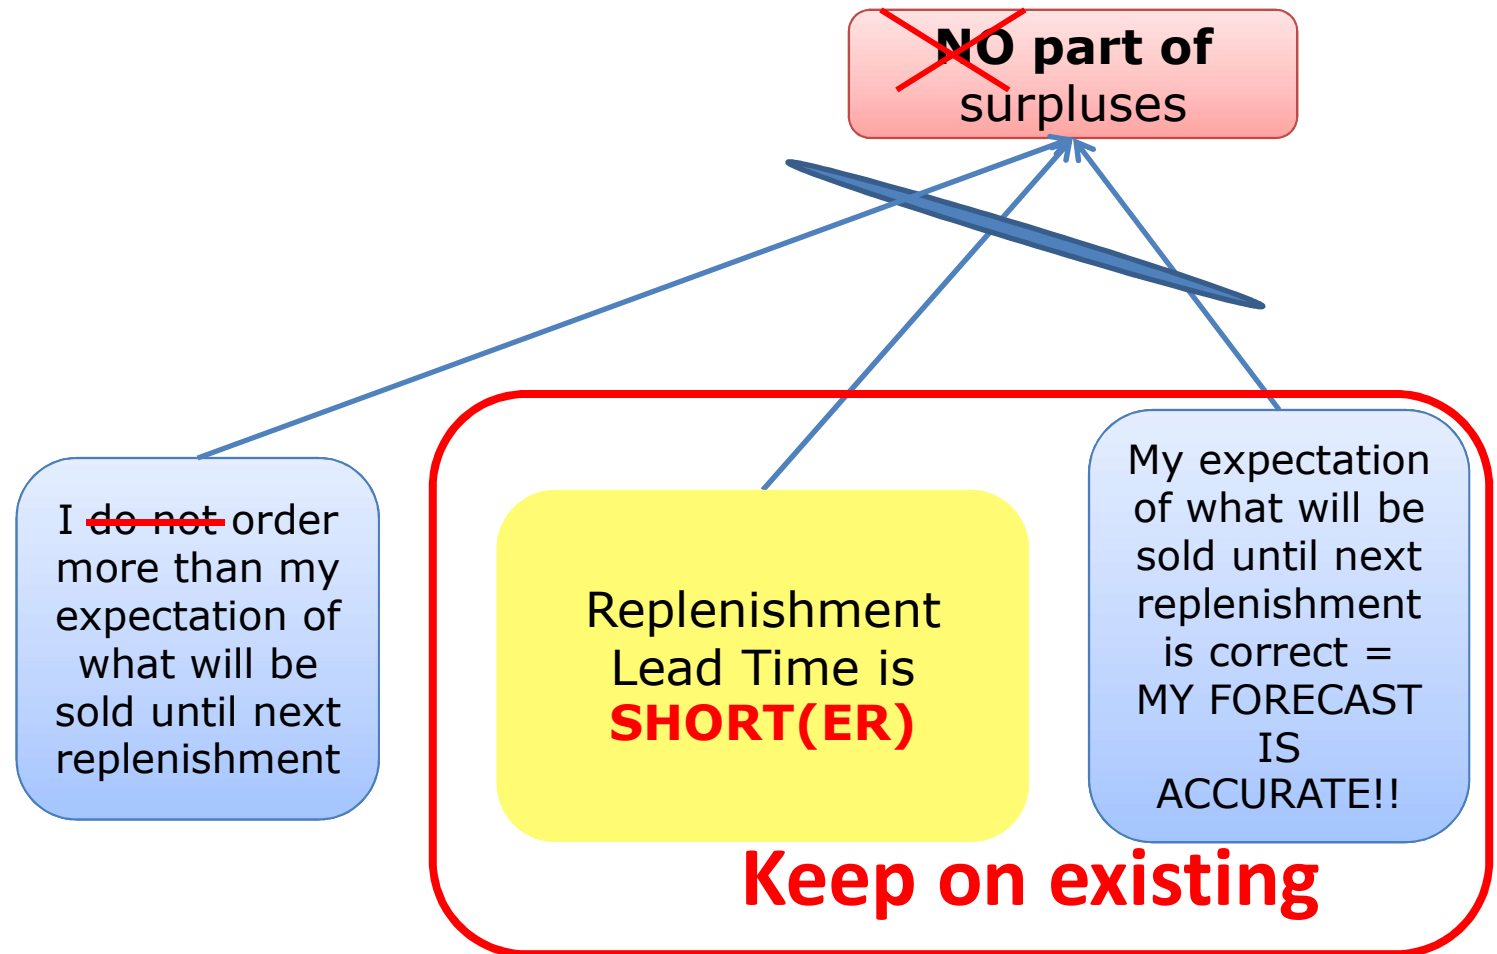 NO part of
surpluses
I do not order
more than my
expectation of
what will be
sold until next
replenishment
Replenishment
Lead Time is
SHORT(ER)
My expectation
of what will be
sold until next
replenishment
is correct =
MY FORECAST
IS
ACCURATE!!
Keep on existing